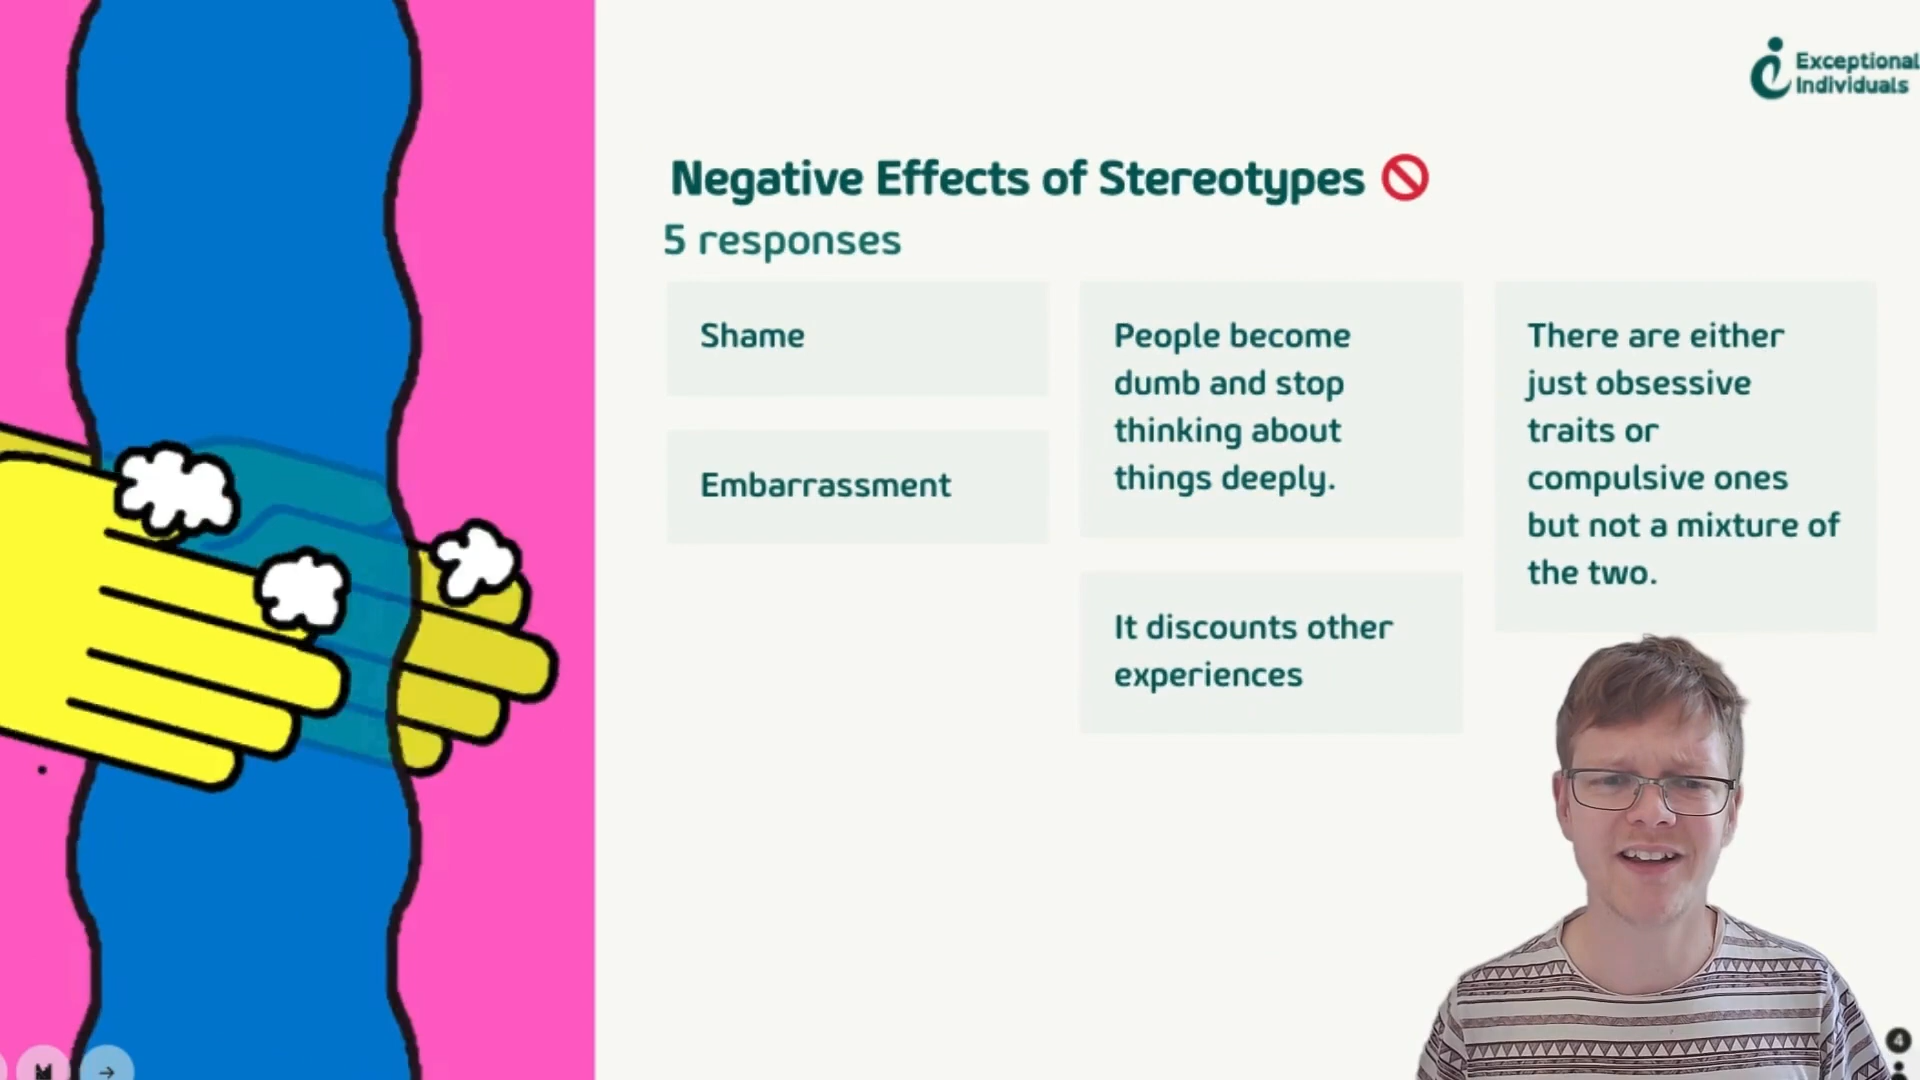 Exceptional
Individuals
Negative Effects of Stereotypes
5 responses
Shame
Embarrassment
People become
dumb and stop
thinking about
things deeply.
It discounts other
experiences
There are either
just obsessive
traits or
compulsive ones
but not a mixture of
the two.
4